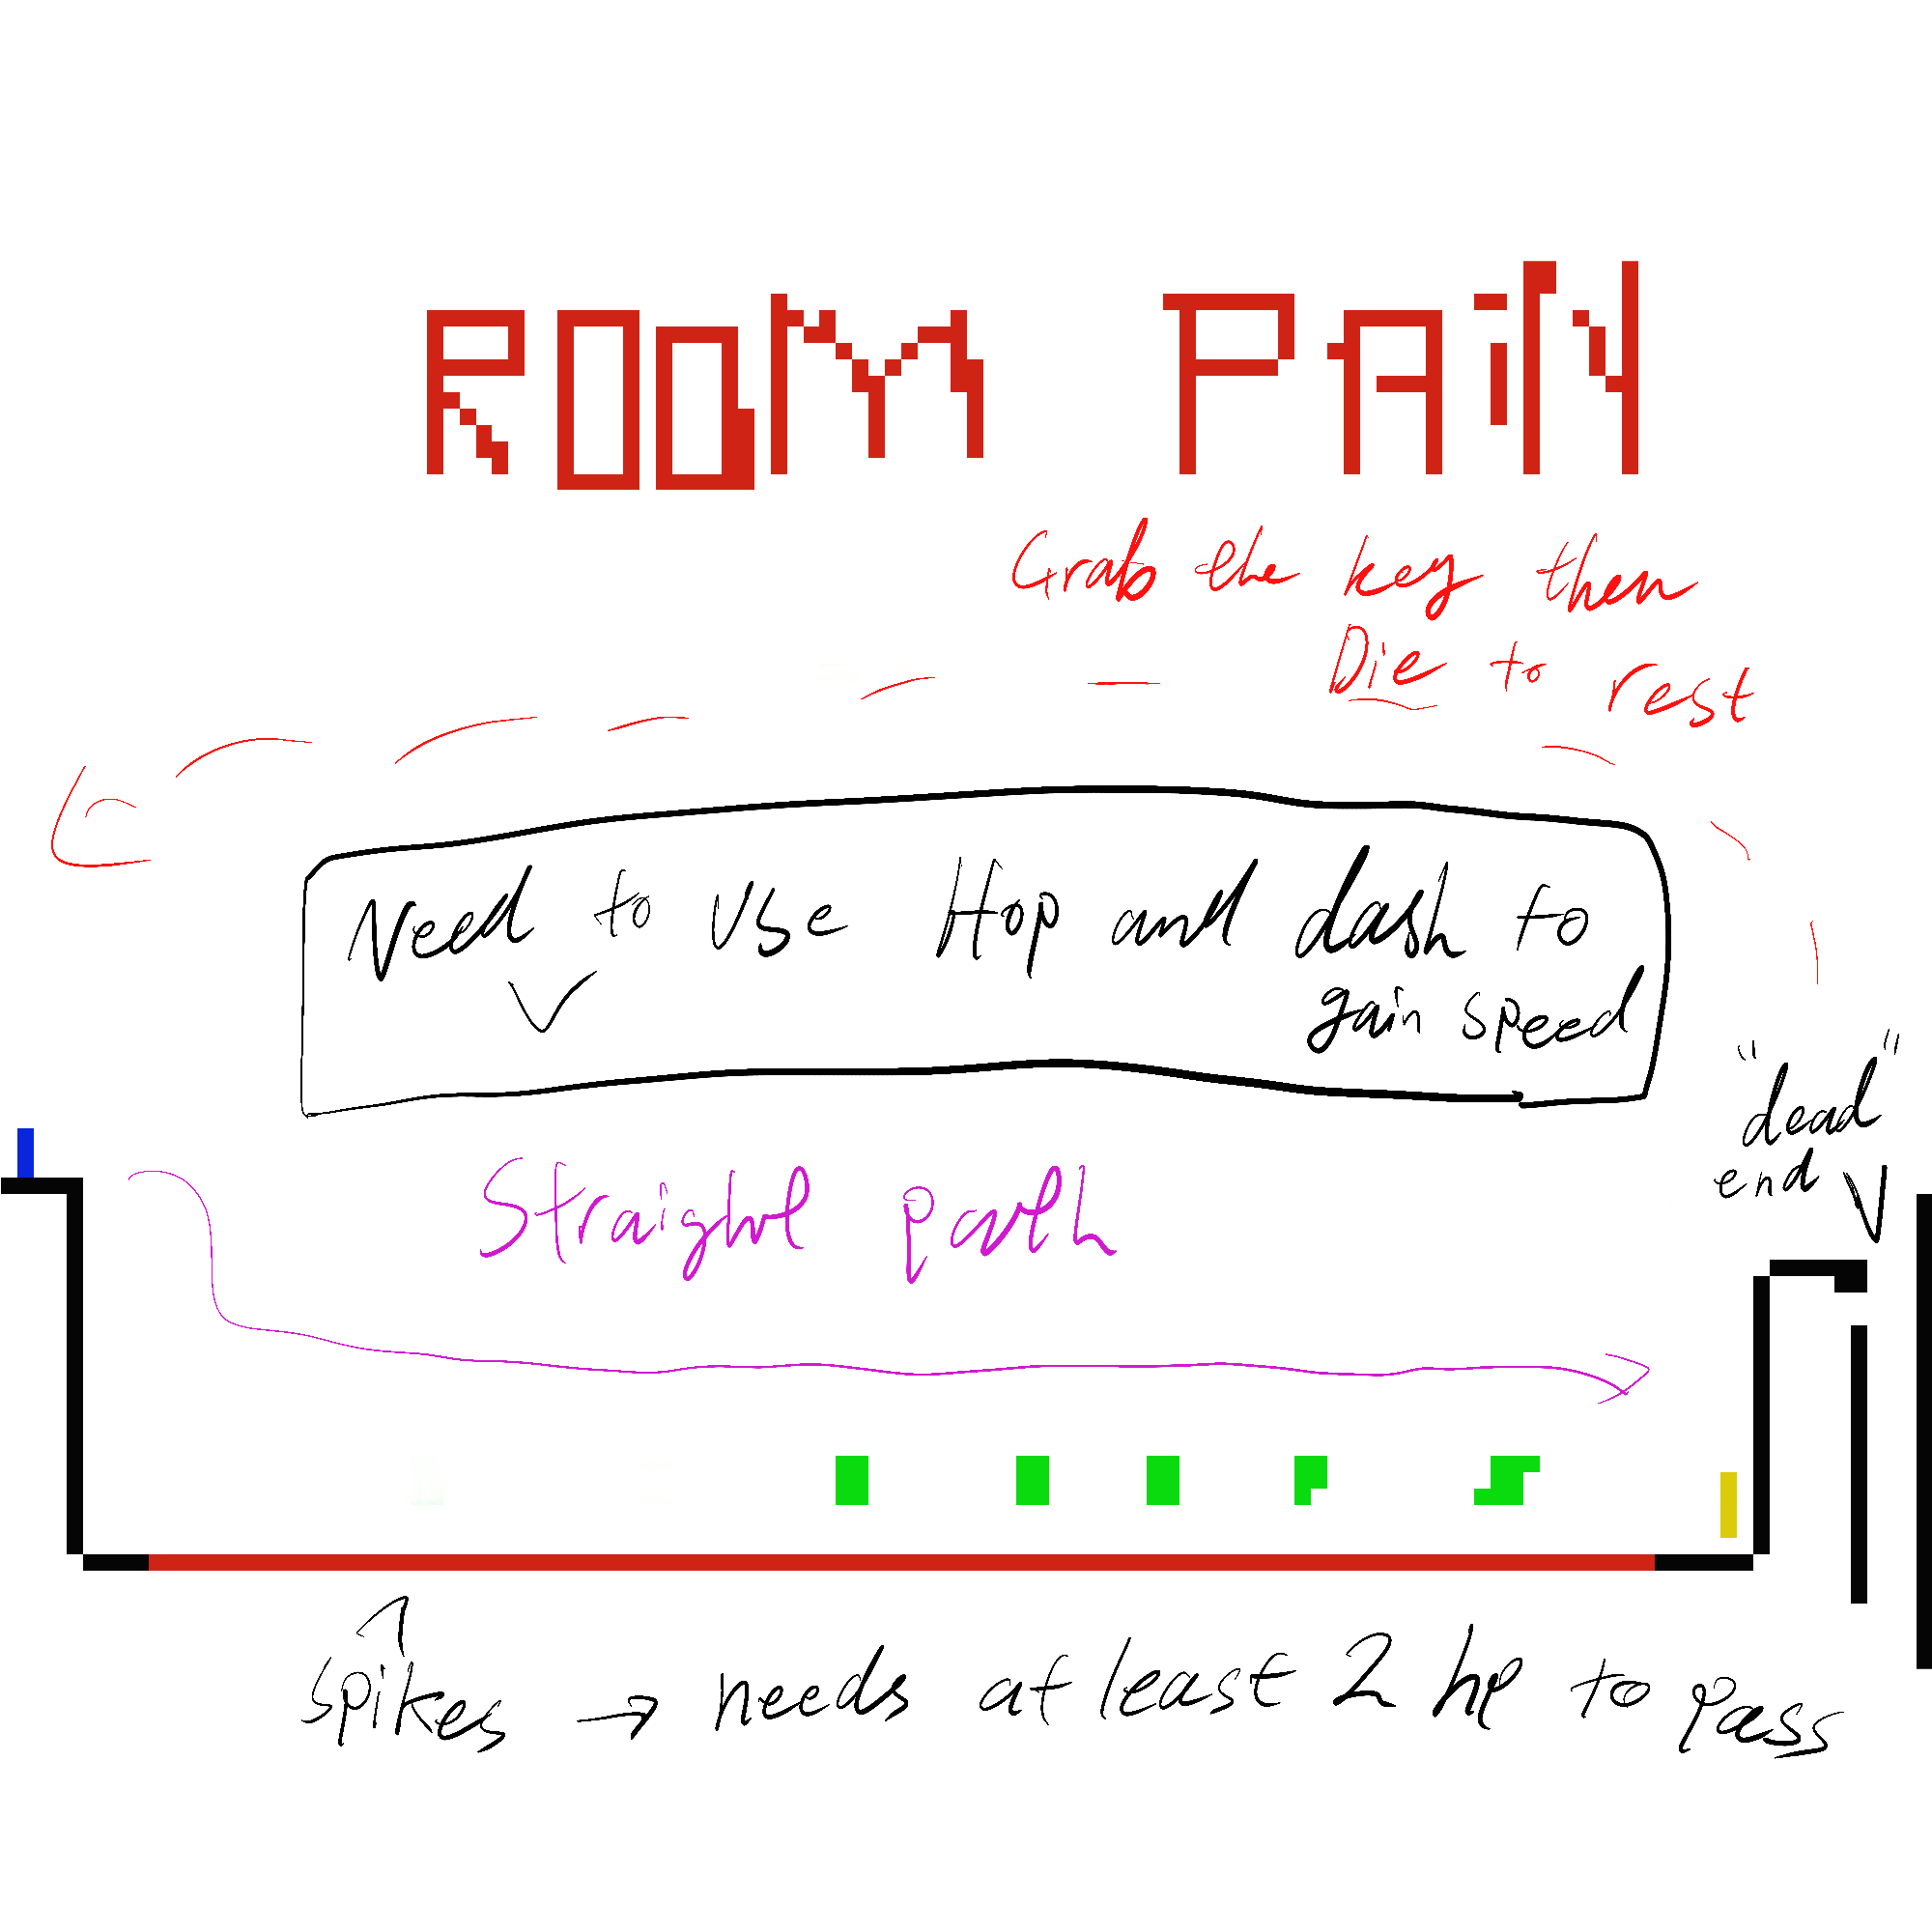 ROOM PAiN
Grab the key then
Die to rest
Need to use Hop and dash to
gain speed
"dead"
end
Straight path
spikes → needs at least 2 hp to pass